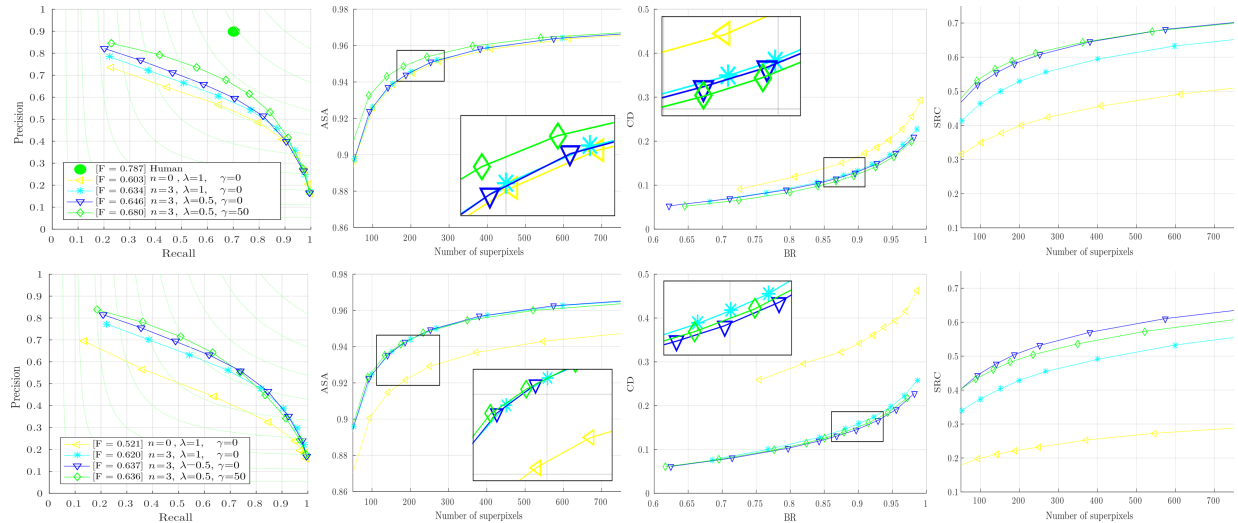 1
0.9
0.8
0.7
0.6
0.5
0.4
0.3
0.2
0.1
0
Precision
[F = 0.787] Human
[F = 0.603] n=0 , λ=1, γ=0
[F = 0.634] n=3, λ=1, γ=0
[F = 0.646] n=3, λ=0.5, γ=0
[F = 0.680] n=3, λ=0.5, γ=50
0 0.1 0.2 0.3 0.4 0.5 0.6 0.7 0.8 0.9 1
Recall
0.98
0.96
0.94
0.92
0.9
0.88
0.86
ASA
100 200 300 400 500 600 700
Number of superpixels
0.5
0.4
0.3
0.2
0.1
0
CD
0.6 0.65 0.7 0.75 0.8 0.85 0.9 0.95 1
BR
0.7
0.6
0.5
0.4
0.3
0.2
0.1
SRC
100 200 300 400 500 600 700
Number of superpixels
1
0.9
0.8
0.7
0.6
0.5
0.4
0.3
0.2
0.1
0
Precision
[F = 0.521] n=0 , λ=1, γ=0
[F = 0.620] n=3, λ=1, γ=0
[F = 0.637] n=3, λ=0.5, γ=0
[F = 0.636] n=3, λ=0.5, γ=50
0 0.1 0.2 0.3 0.4 0.5 0.6 0.7 0.8 0.9 1
Recall
0.98
0.96
0.94
0.92
0.9
0.88
0.86
ASA
100 200 300 400 500 600 700
Number of superpixels
0.5
0.4
0.3
0.2
0.1
0
CD
0.6 0.65 0.7 0.75 0.8 0.85 0.9 0.95 1
BR
0.7
0.6
0.5
0.4
0.3
0.2
0.1
SRC
100 200 300 400 500 600 700
Number of superpixels